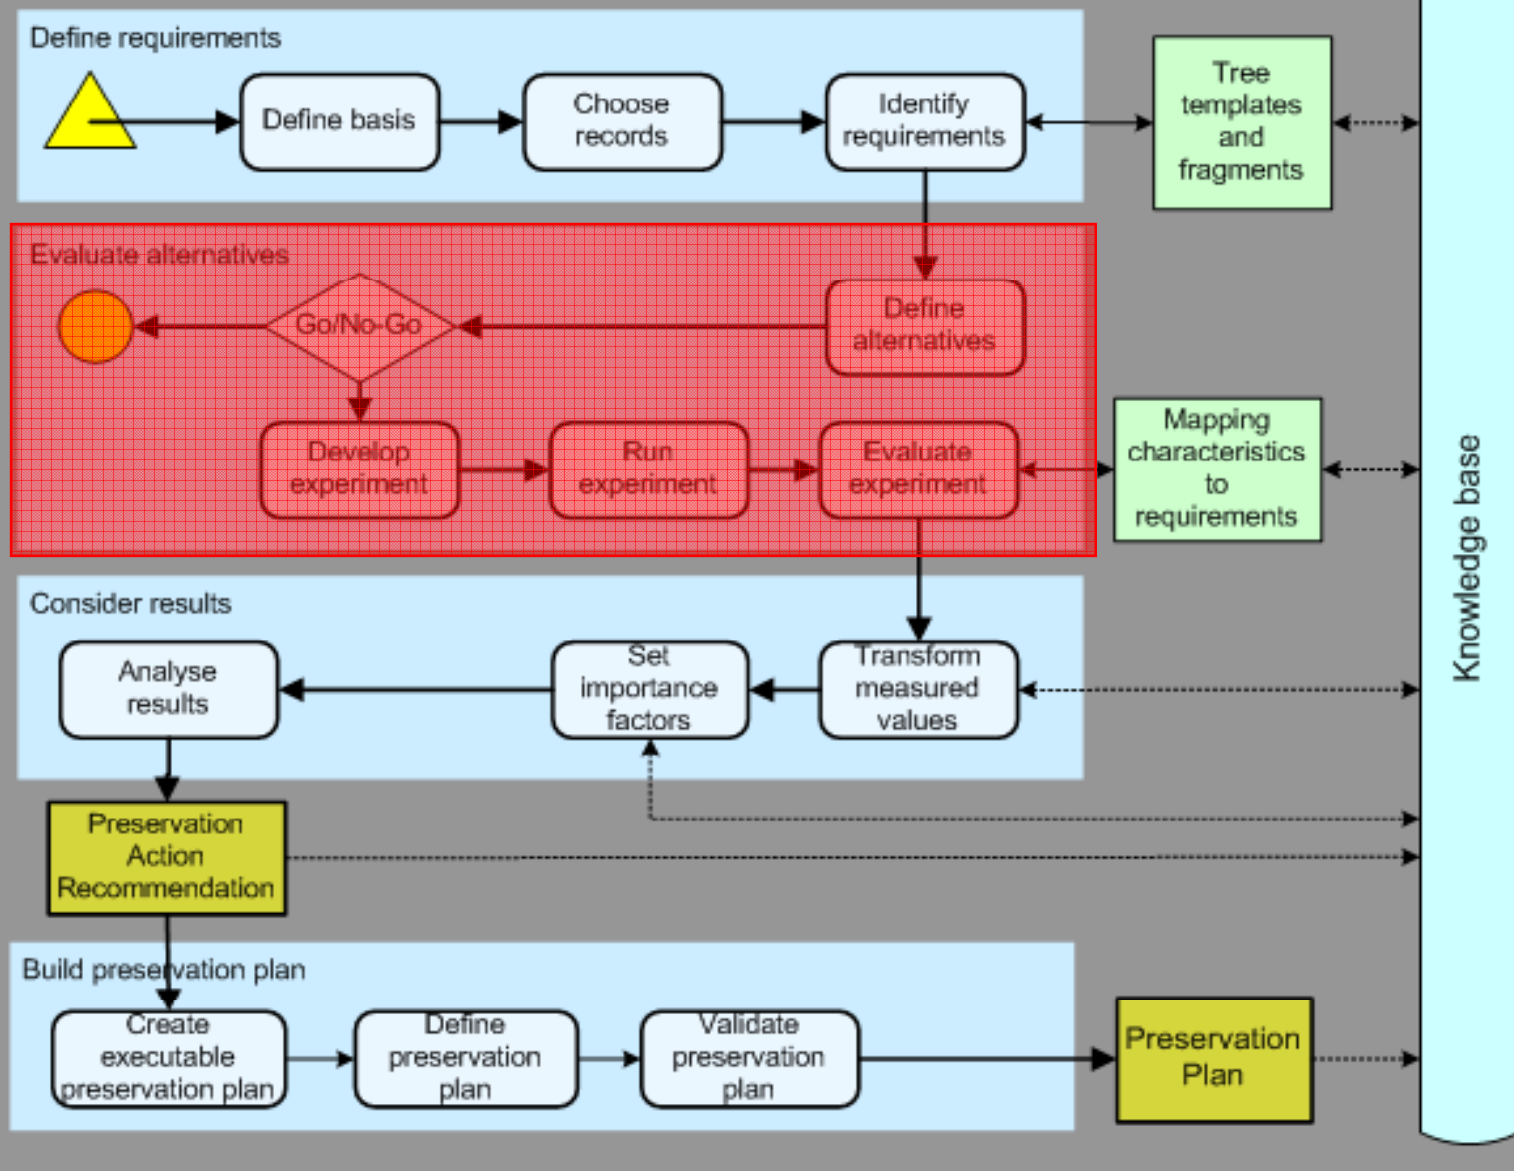 Define requirements
Define basis
Choose
records
Identify
requirements
Tree
templates
and
fragments
Evaluate alternatives
Go/No-Go
Define
alternatives
Develop
experiment
Run
experiment
Evaluate
experiment
Mapping
characteristics
to
requirements
Knowledge base
Consider results
Analyse
results
Set
importance
factors
Transform
measured
values
Preservation
Action
Recommendation
Build preservation plan
Create
executable
preservation plan
Define
preservation
plan
Validate
preservation
plan
Preservation
Plan